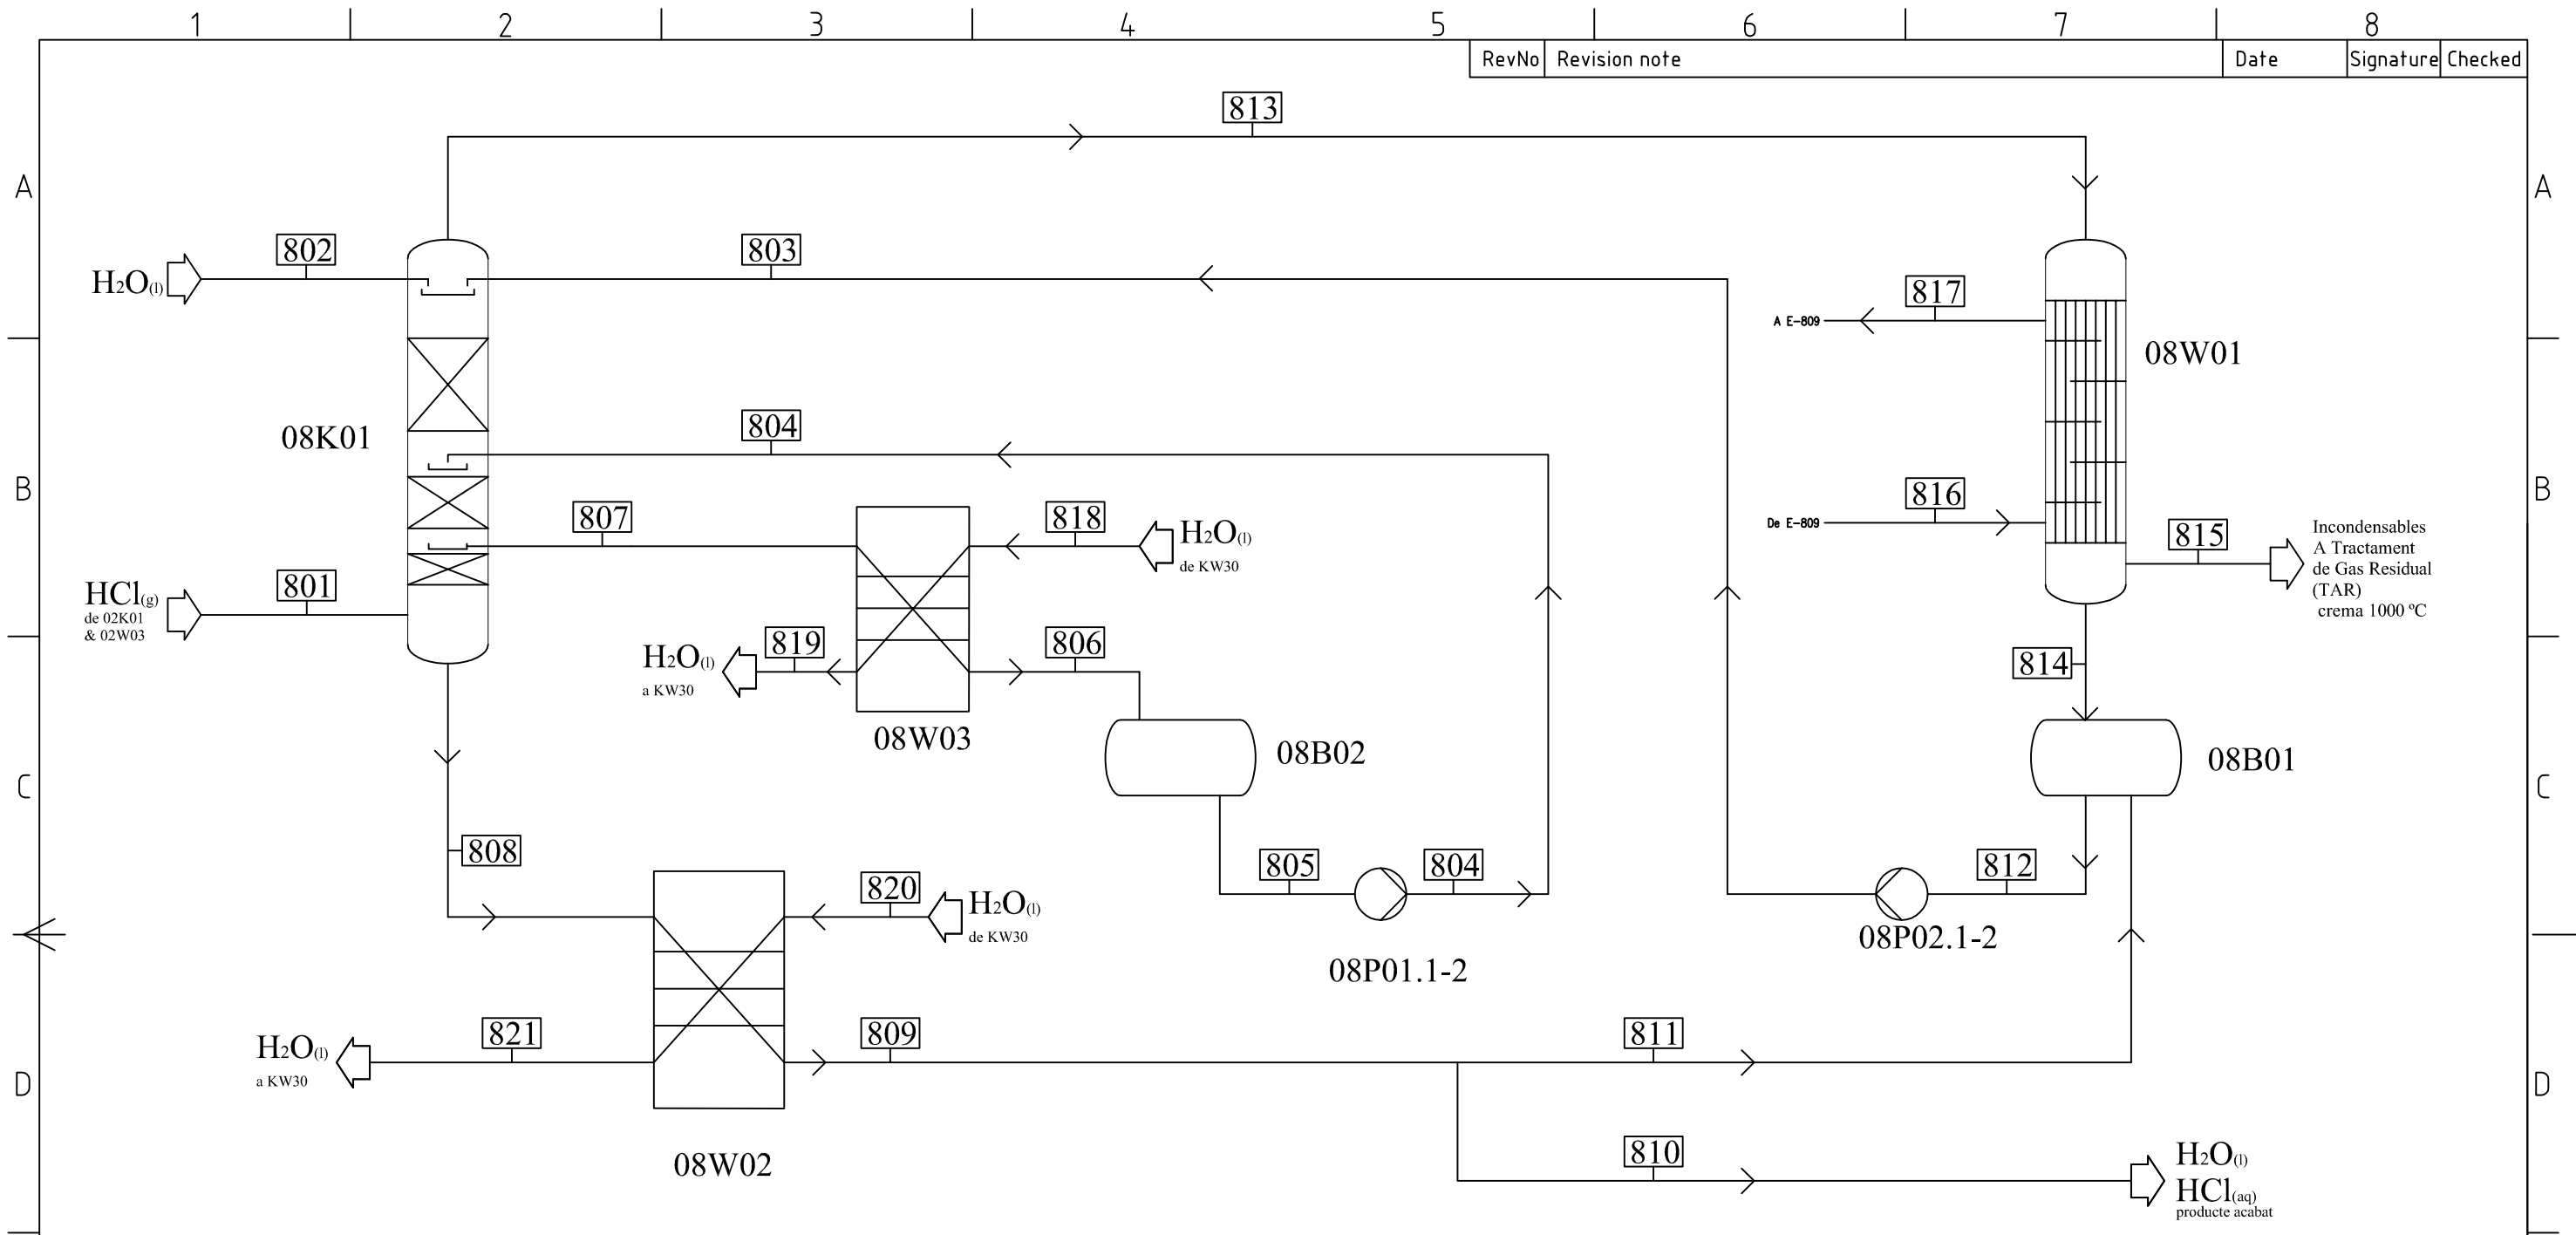 1 2 3 4 5 6 7 8
RevNo Revision note Date Signature Checked
813
A A
802 803
H2O(l)
817
A E-809
08W01
08K01
804
B B
807 818
H2O(l)
de KW30
816
De E-809
815
Incondensables
A Tractament
de Gas Residual
(TAR)
crema 1000 ºC
801
HCl(g)
de 02K01
& 02W03
819 806
H2O(l)
a KW30
814
08W03
08B02
08B01
C C
808
805 804 812
820
H2O(l)
de KW30
08P02.1-2
08P01.1-2
821 809 811
H2O(l)
a KW30
D D
08W02
810
H2O(l)
HCl(aq)
producte acabat